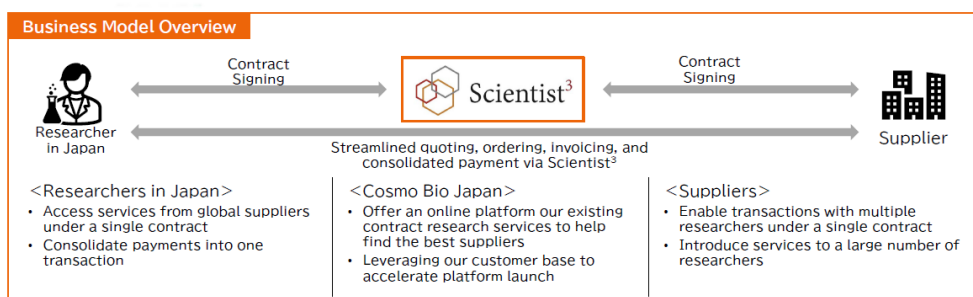 Business Model Overview
Contract
Signing
Contract
Signing
Scientist³
Researcher
in Japan
Supplier
Streamlined quoting, ordering, invoicing, and
consolidated payment via Scientist³
<Researchers in Japan>
• Access services from global suppliers
under a single contract
• Consolidate payments into one
transaction
<Cosmo Bio Japan>
• Offer an online platform our existing
contract research services to help
find the best suppliers
• Leveraging our customer base to
accelerate platform launch
<Suppliers>
• Enable transactions with multiple
researchers under a single contract
• Introduce services to a large number of
researchers